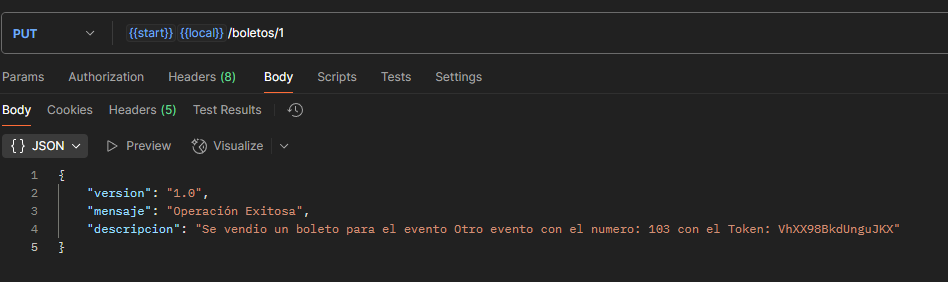 PUT {{start}} {{local}} /boletos/1
Params Authorization Headers (8) Body Scripts Tests Settings
Body Cookies Headers (5) Test Results
{} JSON Preview Visualize
1 {
2 "version": "1.0",
3 "mensaje": "Operación Exitosa",
4 "descripcion": "Se vendio un boleto para el evento Otro evento con el numero: 103 con el Token: VhXX98BkdUnguJKX"
5 }